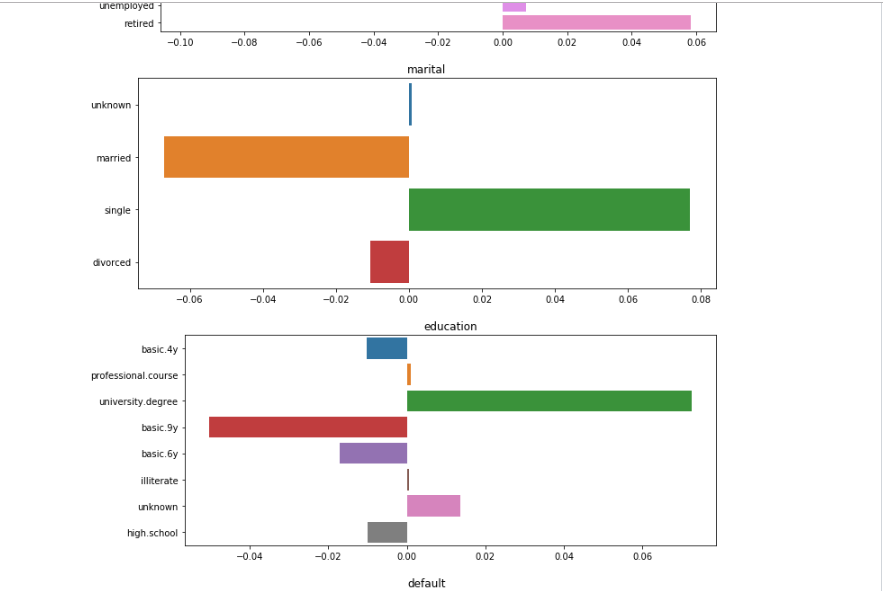 unemployed
retired
−0.10 −0.08 −0.06 −0.04 −0.02 0.00 0.02 0.04 0.06
marital
unknown
married
single
divorced
−0.06 −0.04 −0.02 0.00 0.02 0.04 0.06 0.08
education
basic.4y
professional.course
university.degree
basic.9y
basic.6y
illiterate
unknown
high.school
−0.04 −0.02 0.00 0.02 0.04 0.06
default